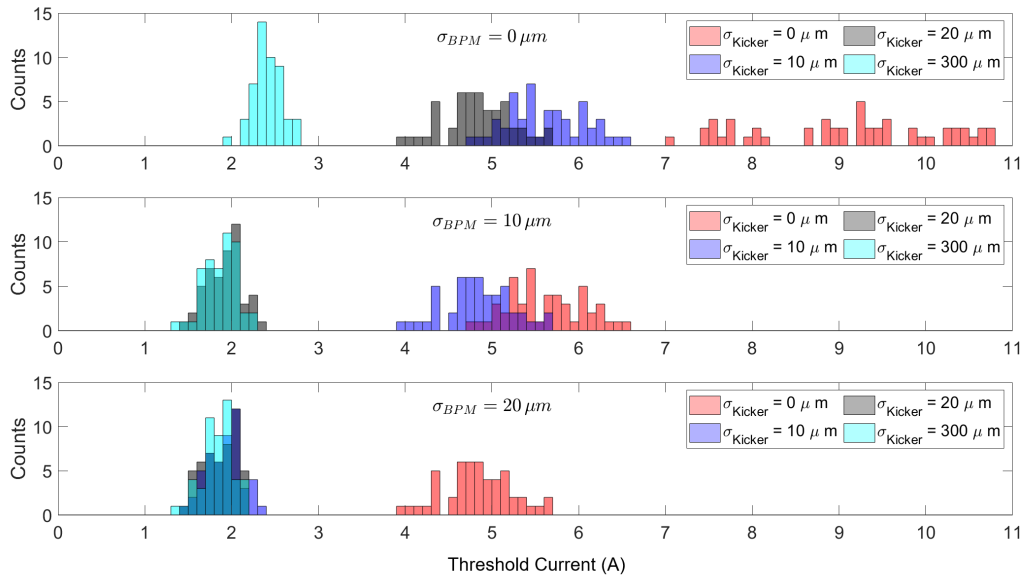 15
10
5
0
Counts
σ_BPM = 0 μm
σ_Kicker = 0 μ m
σ_Kicker = 20 μ m
σ_Kicker = 10 μ m
σ_Kicker = 300 μ m
0 1 2 3 4 5 6 7 8 9 10 11
15
10
5
0
Counts
σ_BPM = 10 μm
σ_Kicker = 0 μ m
σ_Kicker = 20 μ m
σ_Kicker = 10 μ m
σ_Kicker = 300 μ m
0 1 2 3 4 5 6 7 8 9 10 11
15
10
5
0
Counts
σ_BPM = 20 μm
σ_Kicker = 0 μ m
σ_Kicker = 20 μ m
σ_Kicker = 10 μ m
σ_Kicker = 300 μ m
0 1 2 3 4 5 6 7 8 9 10 11
Threshold Current (A)